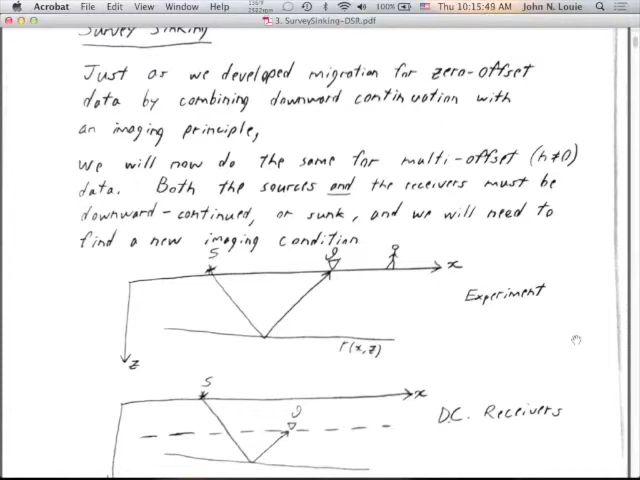 Acrobat File Edit View Window Help 136°F 2522rpm 100% Thu 10:15:49 AM John N. Louie
3. SurveySinking-DSR.pdf
Survey Sinking
Just as we developed migration for zero-offset
data by combining downward continuation with
an imaging principle,
We will now do the same for multi-offset (h≠0)
data. Both the sources and the receivers must be
downward-continued, or sunk, and we will need to
find a new imaging condition
S g x
Experiment
r(x,z)
z
S x
g D.C. Receivers